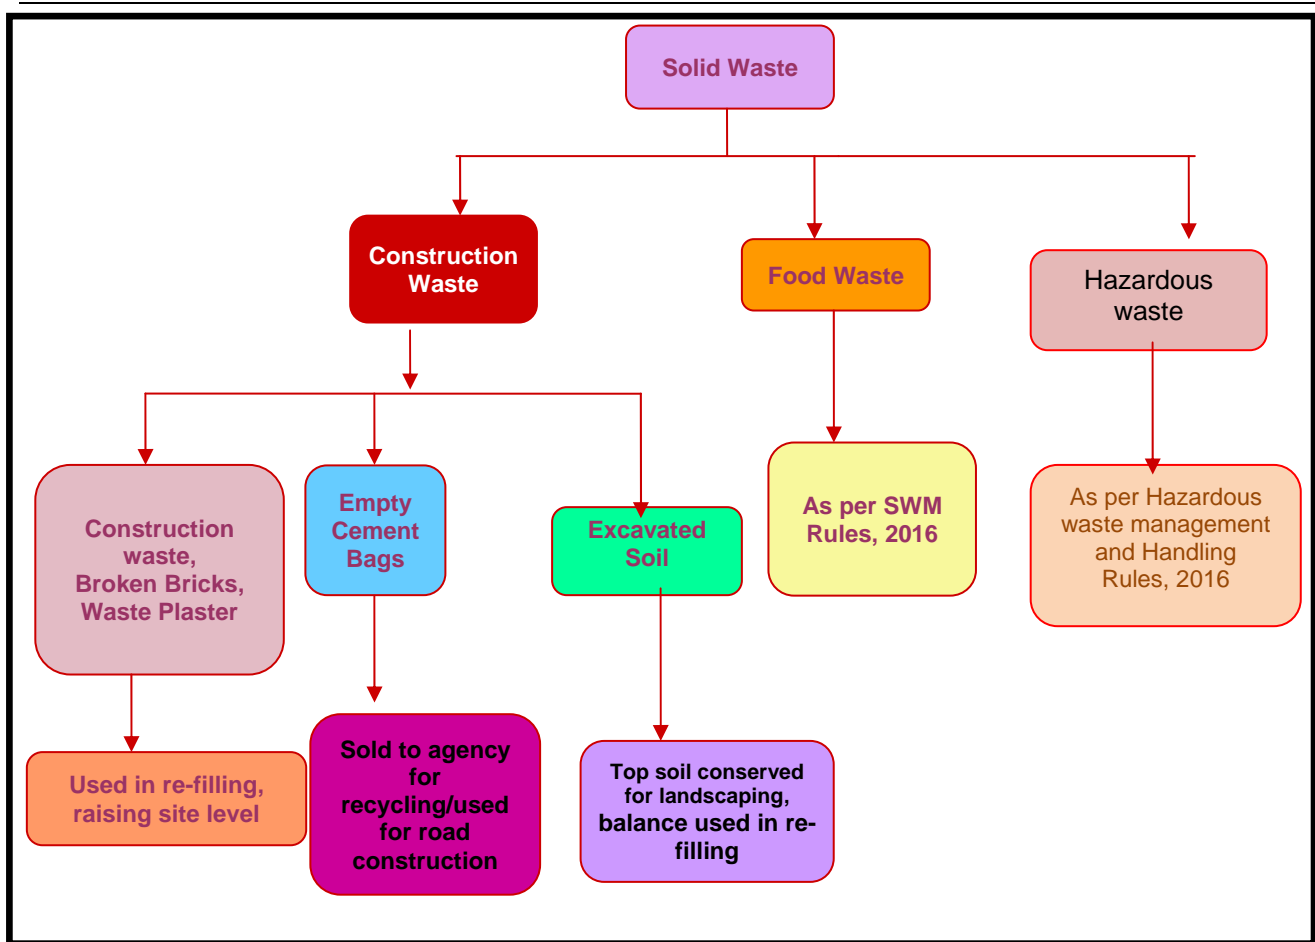 Solid Waste
Construction
Waste
Food Waste
Hazardous
waste
Construction
waste,
Broken Bricks,
Waste Plaster
Empty
Cement
Bags
Excavated
Soil
As per SWM
Rules, 2016
As per Hazardous
waste management
and Handling
Rules, 2016
Used in re-filling,
raising site level
Sold to agency
for
recycling/used
for road
construction
Top soil conserved
for landscaping,
balance used in re-
filling